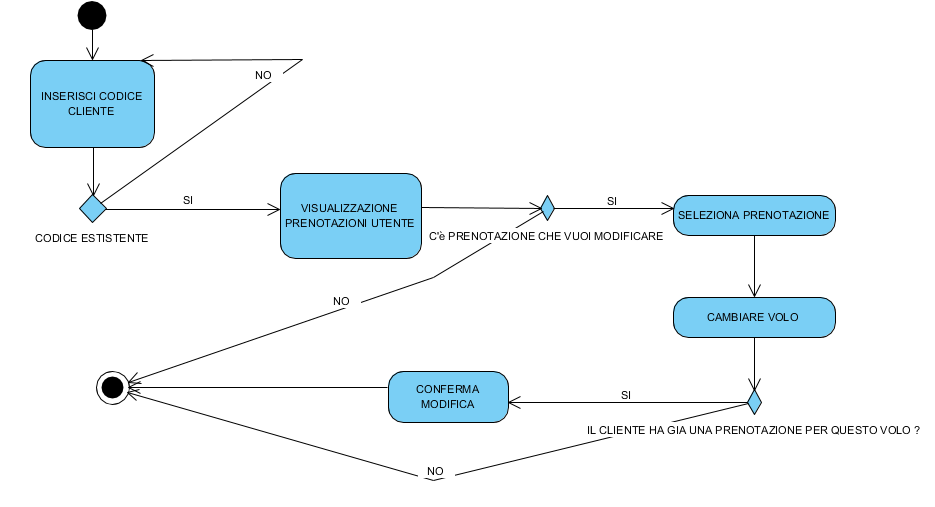 NO
INSERISCI CODICE
CLIENTE
SI
CODICE ESTISTENTE
VISUALIZZAZIONE
PRENOTAZIONI UTENTE
C'è PRENOTAZIONE CHE VUOI MODIFICARE
SI
SELEZIONA PRENOTAZIONE
NO
CAMBIARE VOLO
CONFERMA
MODIFICA
SI
IL CLIENTE HA GIA UNA PRENOTAZIONE PER QUESTO VOLO ?
NO